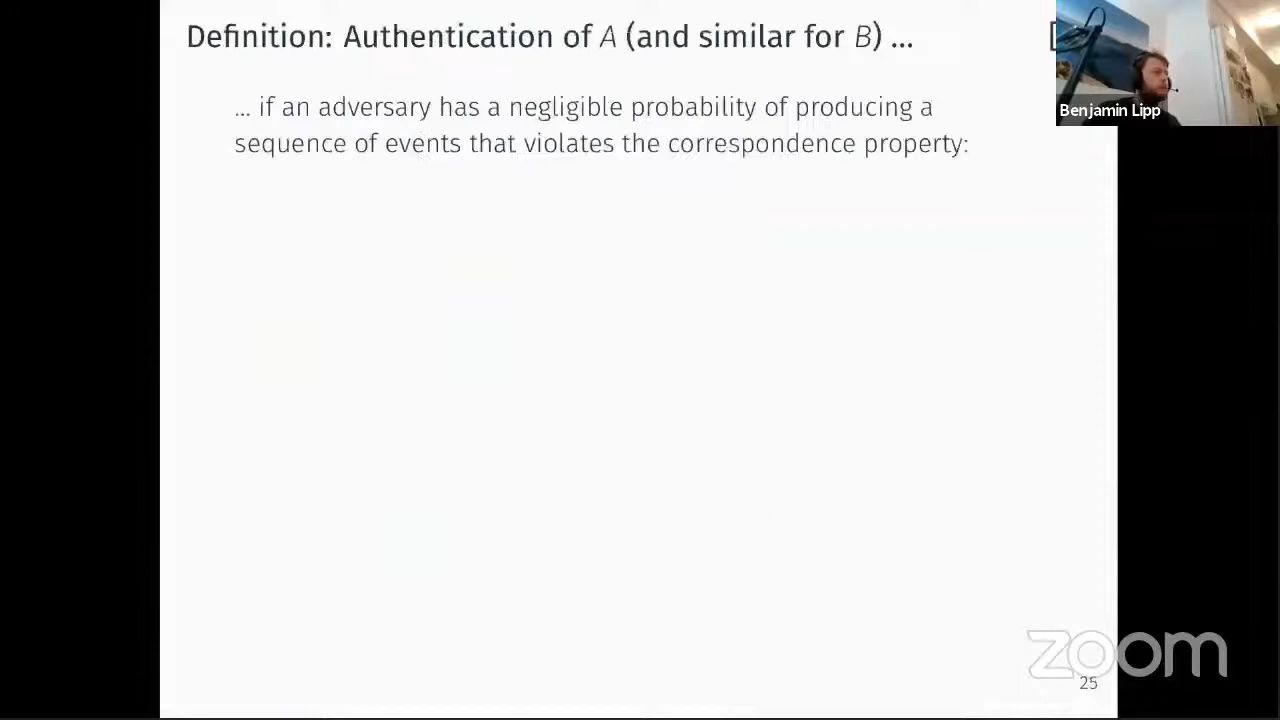 Definition: Authentication of A (and similar for B) ...
... if an adversary has a negligible probability of producing a
sequence of events that violates the correspondence property:
Benjamin Lipp
zoom
25